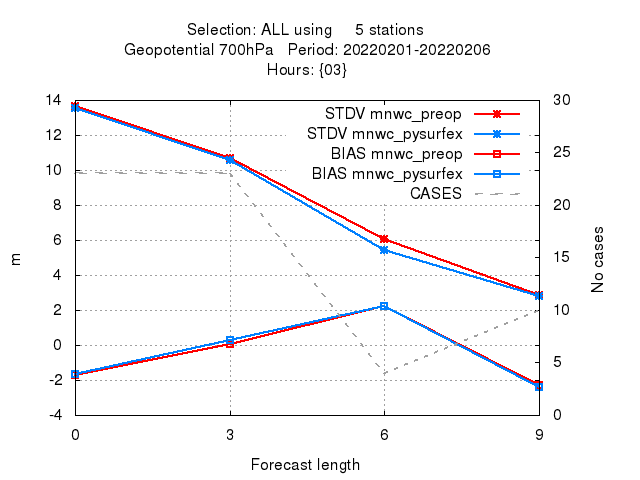 Selection: ALL using     5 stations
Geopotential 700hPa   Period: 20220201-20220206
Hours: {03}
STDV mnwc_preop
STDV mnwc_pysurfex
BIAS mnwc_preop
BIAS mnwc_pysurfex
CASES
14
12
10
8
6
4
2
0
-2
-4
m
30
25
20
15
10
5
0
No cases
0 3 6 9
Forecast length